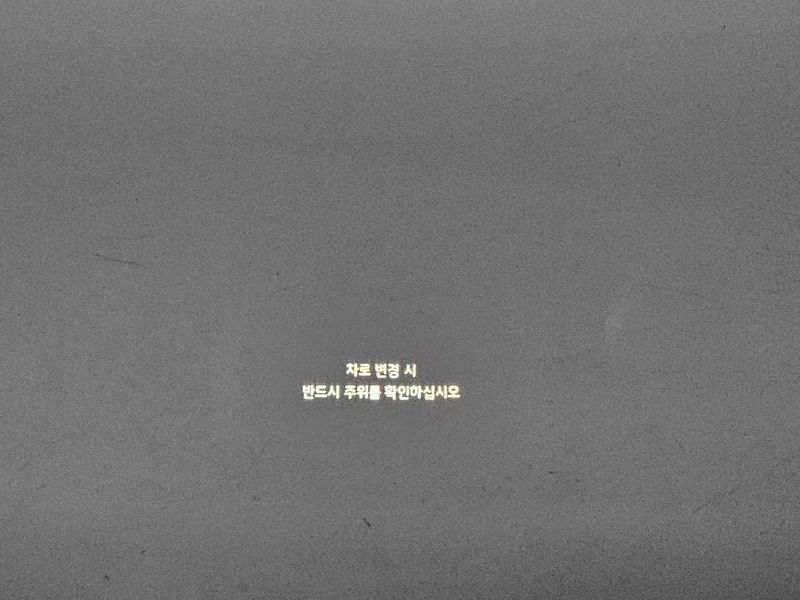 차로 변경 시
반드시 주위를 확인하십시오